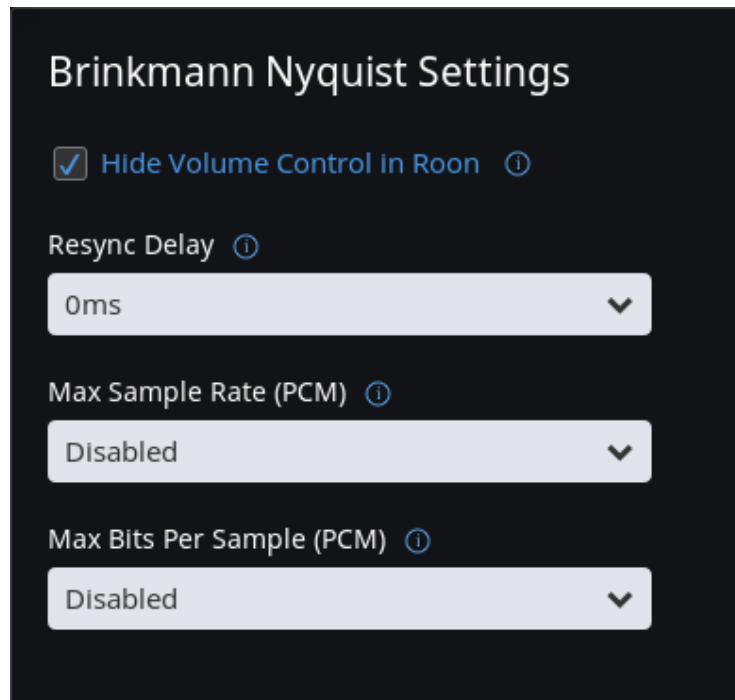 Brinkmann Nyquist Settings
Hide Volume Control in Roon
Resync Delay
0ms
Max Sample Rate (PCM)
Disabled
Max Bits Per Sample (PCM)
Disabled